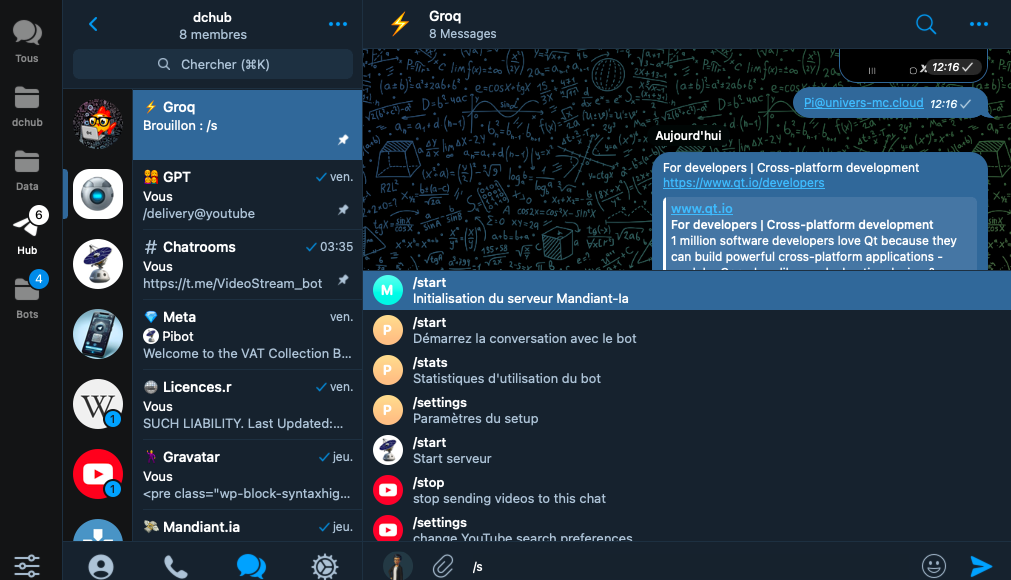 Tous
dchub
Data
6
Hub
4
Bots
dchub
8 membres
Chercher (⌘K)
Groq
Brouillon : /s
GPT
ven.
Vous
/delivery@youtube
# Chatrooms
03:35
Vous
https://t.me/VideoStream_bot
Meta
ven.
Pibot
Welcome to the VAT Collection B...
Licences.r
ven.
Vous
SUCH LIABILITY. Last Updated:...
W
1
Gravatar
jeu.
Vous
<pre class="wp-block-syntaxhig...
1
Mandiant.ia
jeu.
Groq
8 Messages
12:16
Pi@univers-mc.cloud 12:16
Aujourd'hui
For developers | Cross-platform development
https://www.qt.io/developers
www.qt.io
For developers | Cross-platform development
1 million software developers love Qt because they
can build powerful cross-platform applications -
M
/start
Initialisation du serveur Mandiant-Ia
P
/start
Démarrez la conversation avec le bot
P
/stats
Statistiques d'utilisation du bot
P
/settings
Paramètres du setup
/start
Start serveur
/stop
stop sending videos to this chat
/settings
change YouTube search preferences
/s